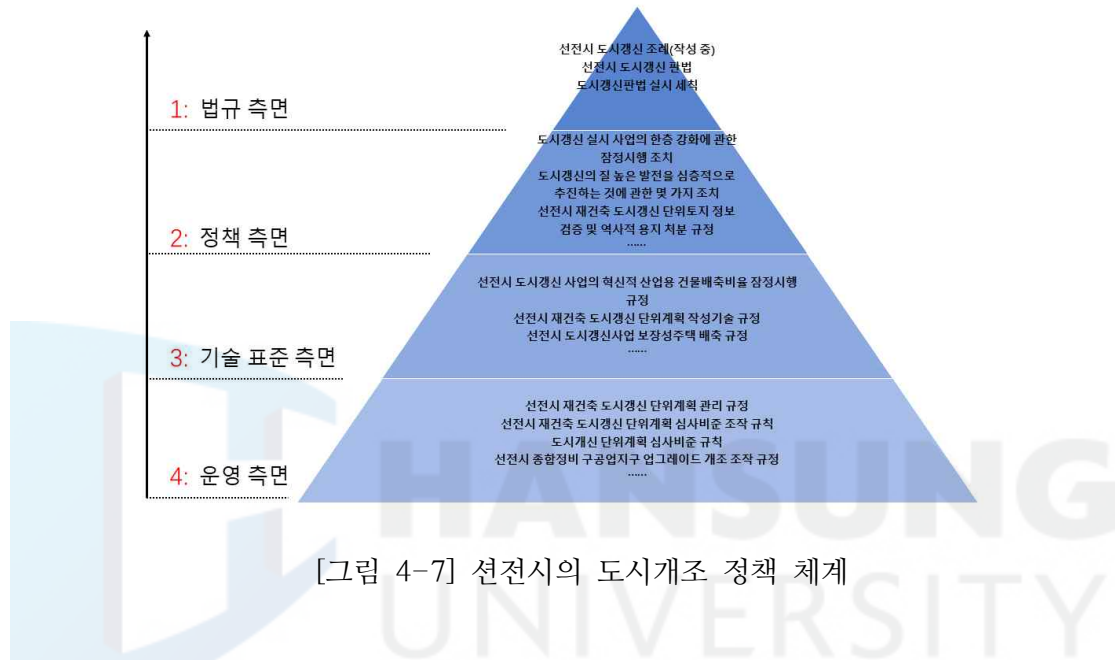 선전시 도시갱신 조례(작성 중)
선전시 도시갱신 판법
도시갱신판법 실시 세칙
1: 법규 측면
도시갱신 실시 사업의 한층 강화에 관한
잠정시행 조치
도시갱신의 질 높은 발전을 심층적으로
추진하는 것에 관한 몇 가지 조치
선전시 재건축 도시갱신 단위토지 정보
검증 및 역사적 용지 처분 규정
......
2: 정책 측면
선전시 도시갱신 사업의 혁신적 산업용 건물배축비율 잠정시행
규정
선전시 재건축 도시갱신 단위계획 작성기술 규정
선전시 도시갱신사업 보장성주택 배축 규정
......
3: 기술 표준 측면
선전시 재건축 도시갱신 단위계획 관리 규정
선전시 재건축 도시갱신 단위계획 심사비준 조작 규칙
도시개신 단위계획 심사비준 규칙
선전시 종합정비 구공업지구 업그레이드 개조 조작 규정
......
4: 운영 측면
[그림 4-7] 션전시의 도시개조 정책 체계
HANSUNG
UNIVERSITY